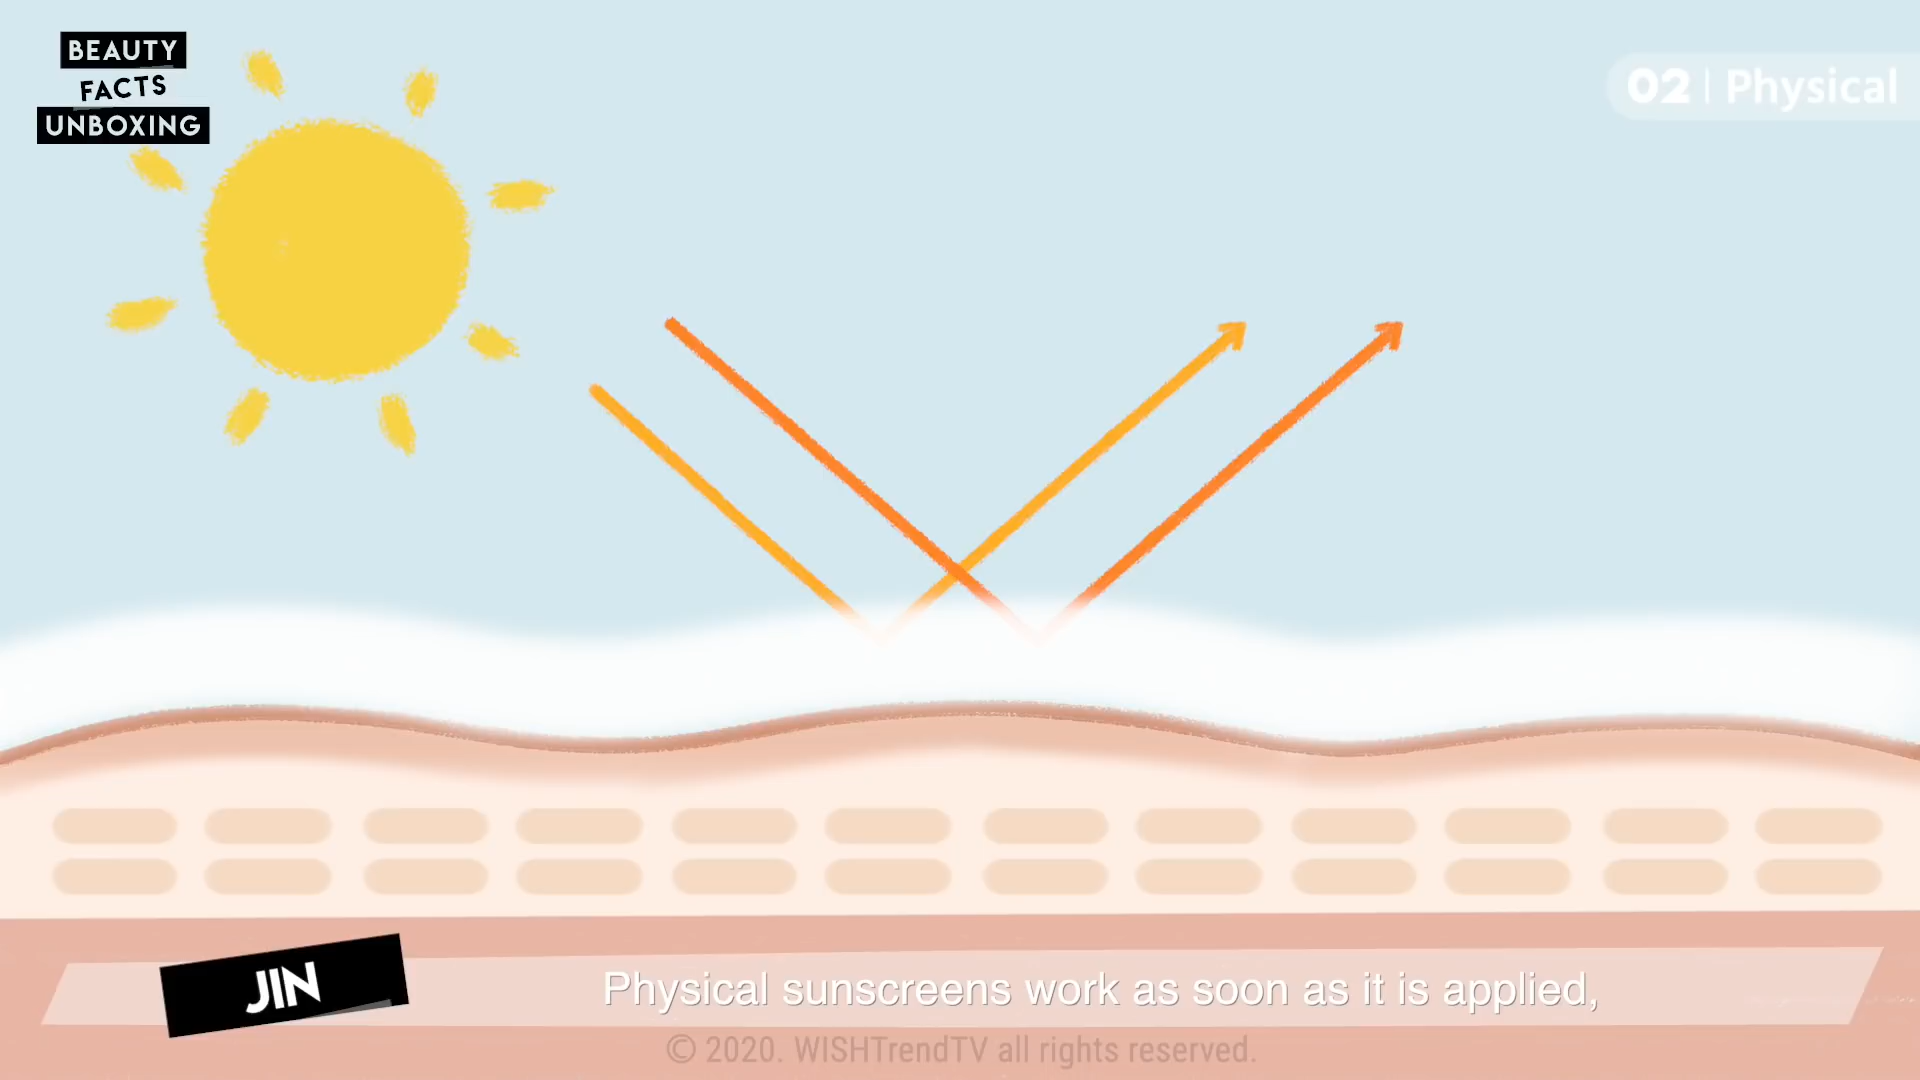 BEAUTY
FACTS
UNBOXING
02 | Physical
JIN
Physical sunscreens work as soon as it is applied,
© 2020. WISHTrendTV all rights reserved.